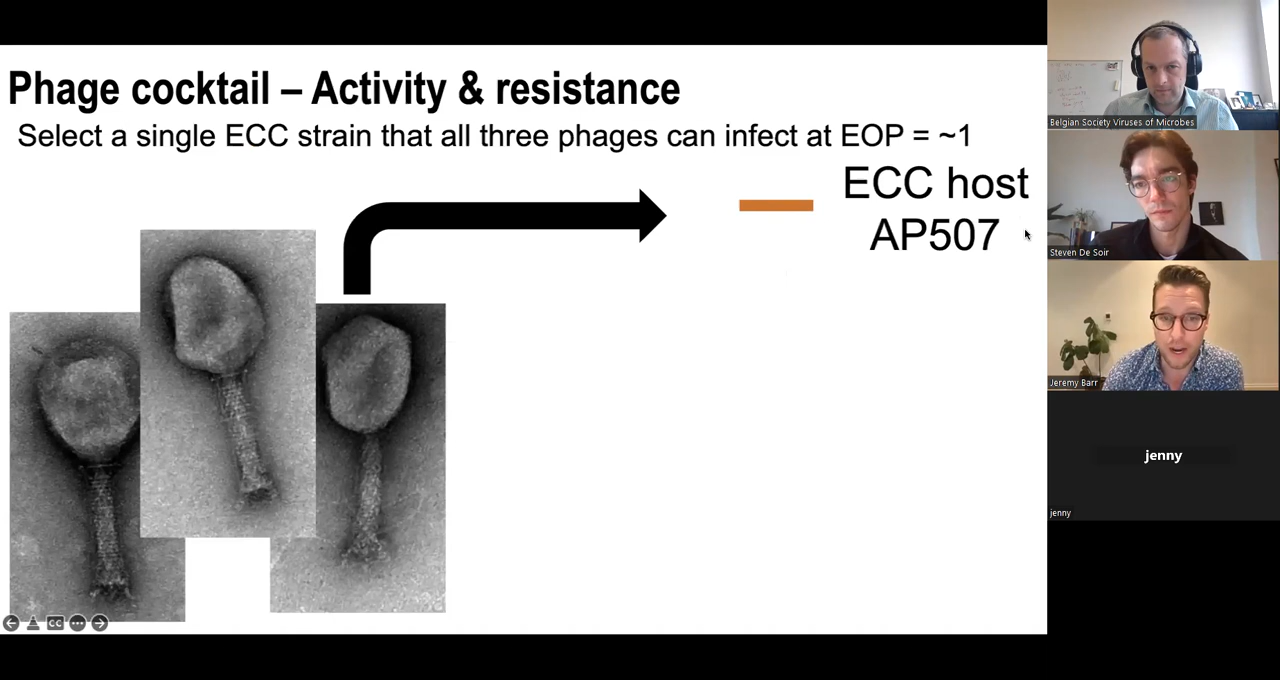 Phage cocktail – Activity & resistance
Select a single ECC strain that all three phages can infect at EOP = ~1
ECC host
AP507
CC
Belgian Society Viruses of Microbes
Steven De Soir
Jeremy Barr
jenny
jenny